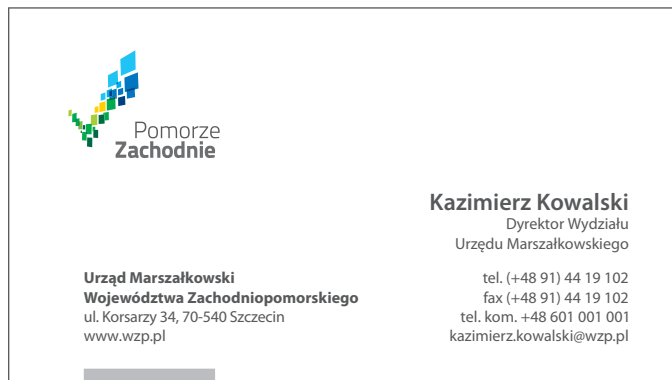 Pomorze
Zachodnie
Kazimierz Kowalski
Dyrektor Wydziału
Urzędu Marszałkowskiego
Urząd Marszałkowski
Województwa Zachodniopomorskiego
ul. Korsarzy 34, 70-540 Szczecin
www.wzp.pl
tel. (+48 91) 44 19 102
fax (+48 91) 44 19 102
tel. kom. +48 601 001 001
kazimierz.kowalski@wzp.pl